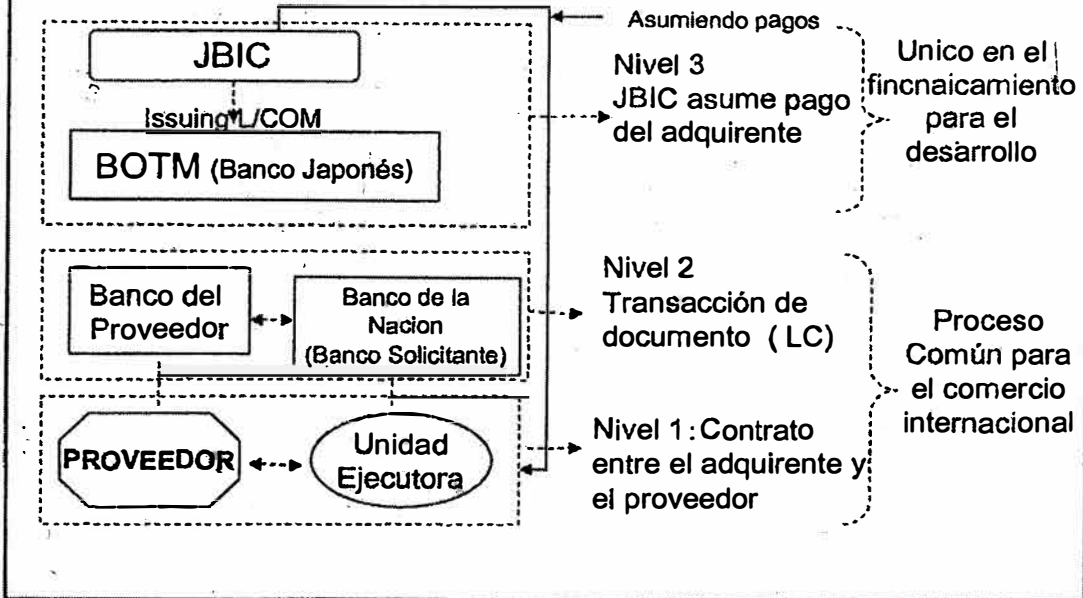 JBIC
Issuing L/COM
BOTM (Banco Japonés)
Asumiendo pagos
Nivel 3
JBIC asume pago
del adquirente
Unico en el
fincnaicamiento
para el
desarrollo
Banco del
Proveedor
Banco de la
Nacion
(Banco Solicitante)
Nivel 2
Transacción de
documento ( LC)
Proceso
Común para
el comercio
internacional
PROVEEDOR
Unidad
Ejecutora
Nivel 1: Contrato
entre el adquirente y
el proveedor